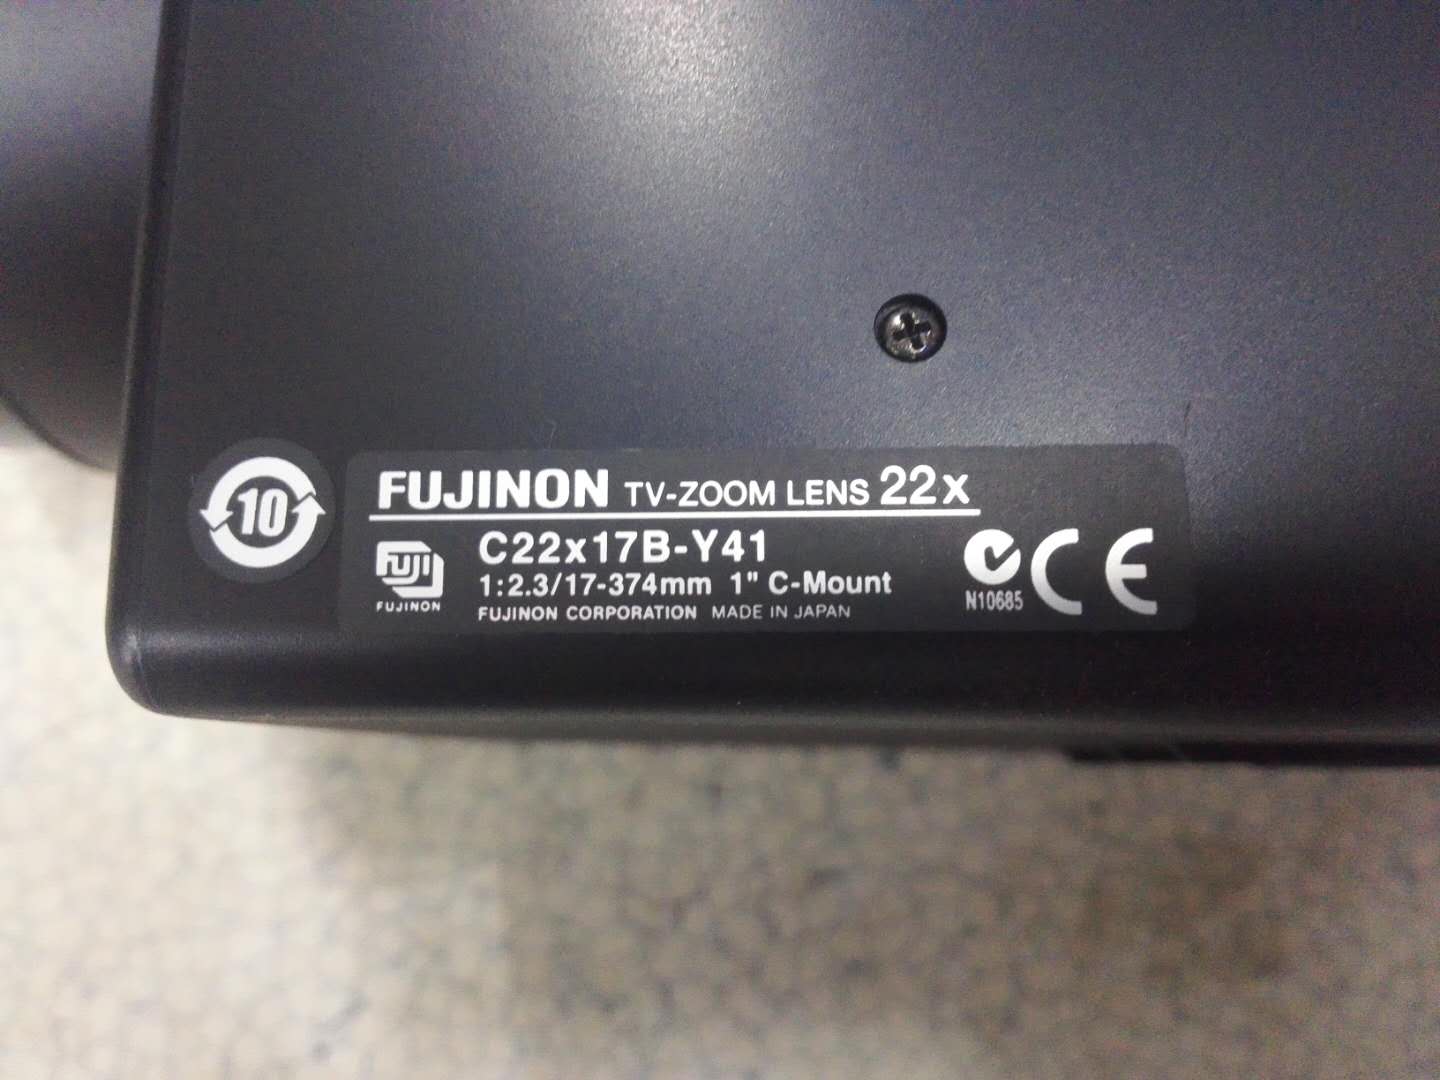 10
FUJINON TV-ZOOM LENS 22x
C22x17B-Y41
1:2.3/17-374mm 1" C-Mount
FUJINON CORPORATION MADE IN JAPAN
FUJI
FUJINON
N10685
CE